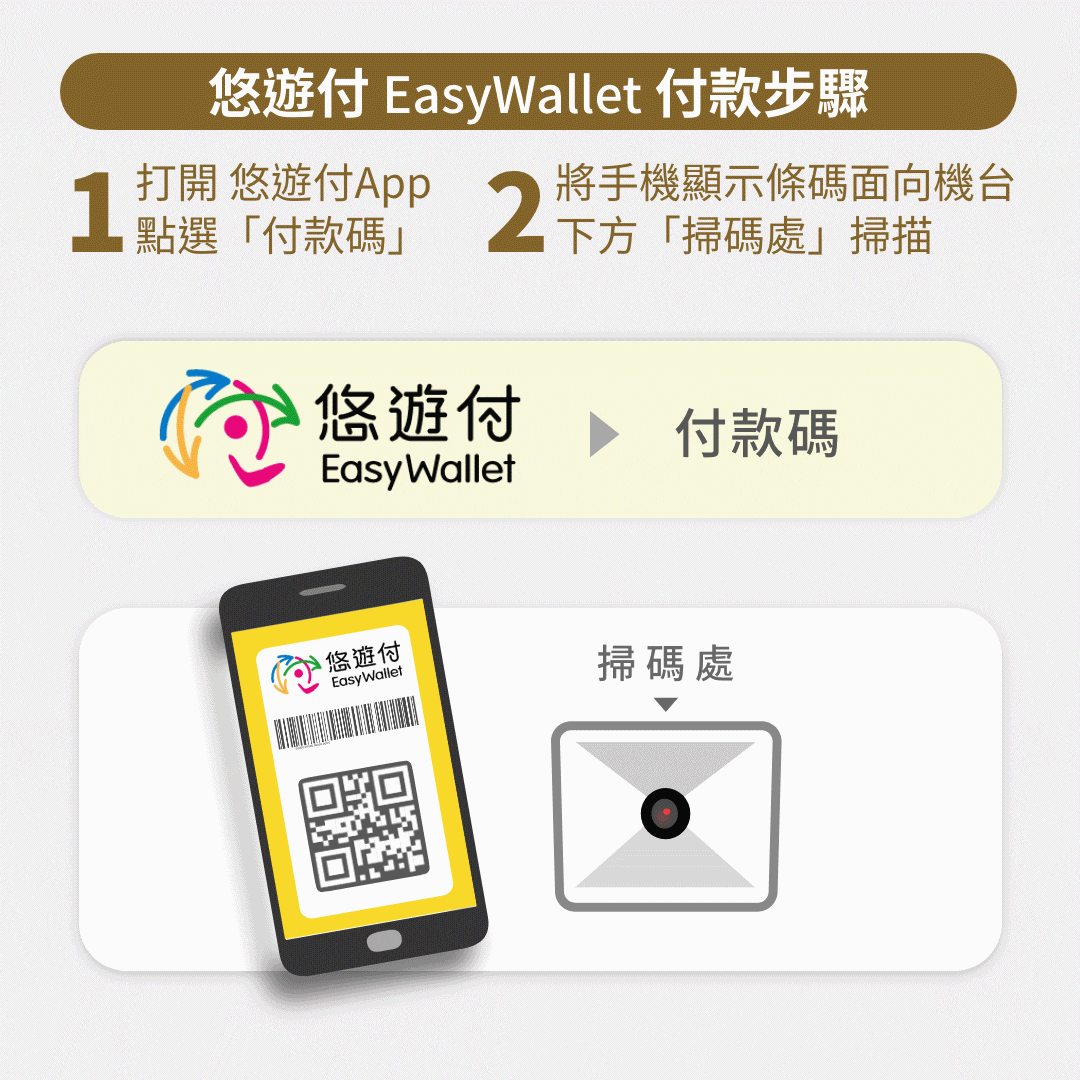 悠遊付 EasyWallet 付款步驟
1
打開 悠遊付App
點選「付款碼」
2
將手機顯示條碼面向機台
下方「掃碼處」掃描
悠遊付
EasyWallet
付款碼
悠遊付
EasyWallet
掃碼處